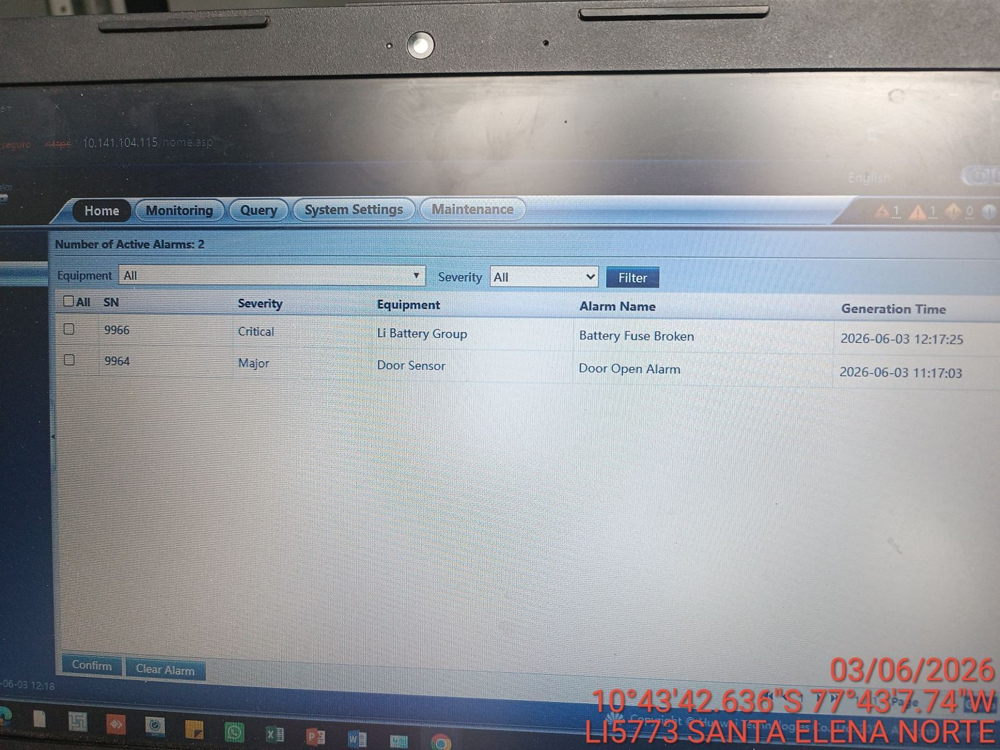 seguro https 10.141.104.115/home.asp
English
Home Monitoring Query System Settings Maintenance 1 1 0
Number of Active Alarms: 2
Equipment All Severity All Filter
All SN Severity Equipment Alarm Name Generation Time
9966 Critical Li Battery Group Battery Fuse Broken 2026-06-03 12:17:25
9964 Major Door Sensor Door Open Alarm 2026-06-03 11:17:03
Confirm Clear Alarm
-06-03 12:18
03/06/2026
10°43'42.636"S 77°43'7.74"W
LI5773 SANTA ELENA NORTE